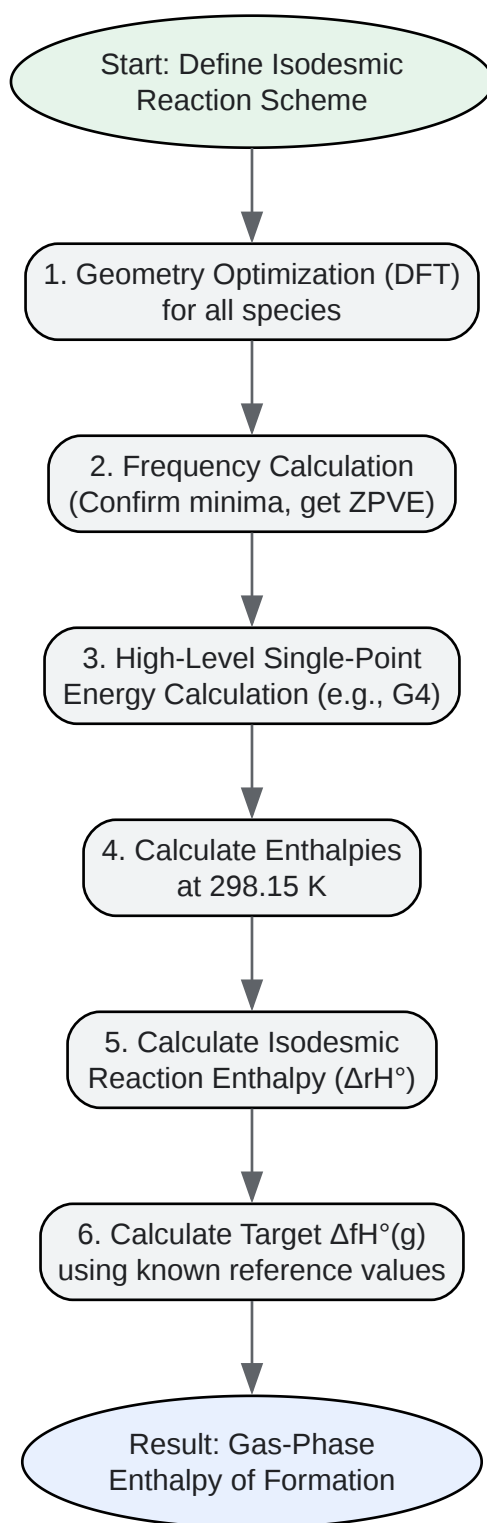 Start: Define Isodesmic
Reaction Scheme
1. Geometry Optimization (DFT)
for all species
2. Frequency Calculation
(Confirm minima, get ZPVE)
3. High-Level Single-Point
Energy Calculation (e.g., G4)
4. Calculate Enthalpies
at 298.15 K
5. Calculate Isodesmic
Reaction Enthalpy (ΔrH°)
6. Calculate Target ΔfH°(g)
using known reference values
Result: Gas-Phase
Enthalpy of Formation